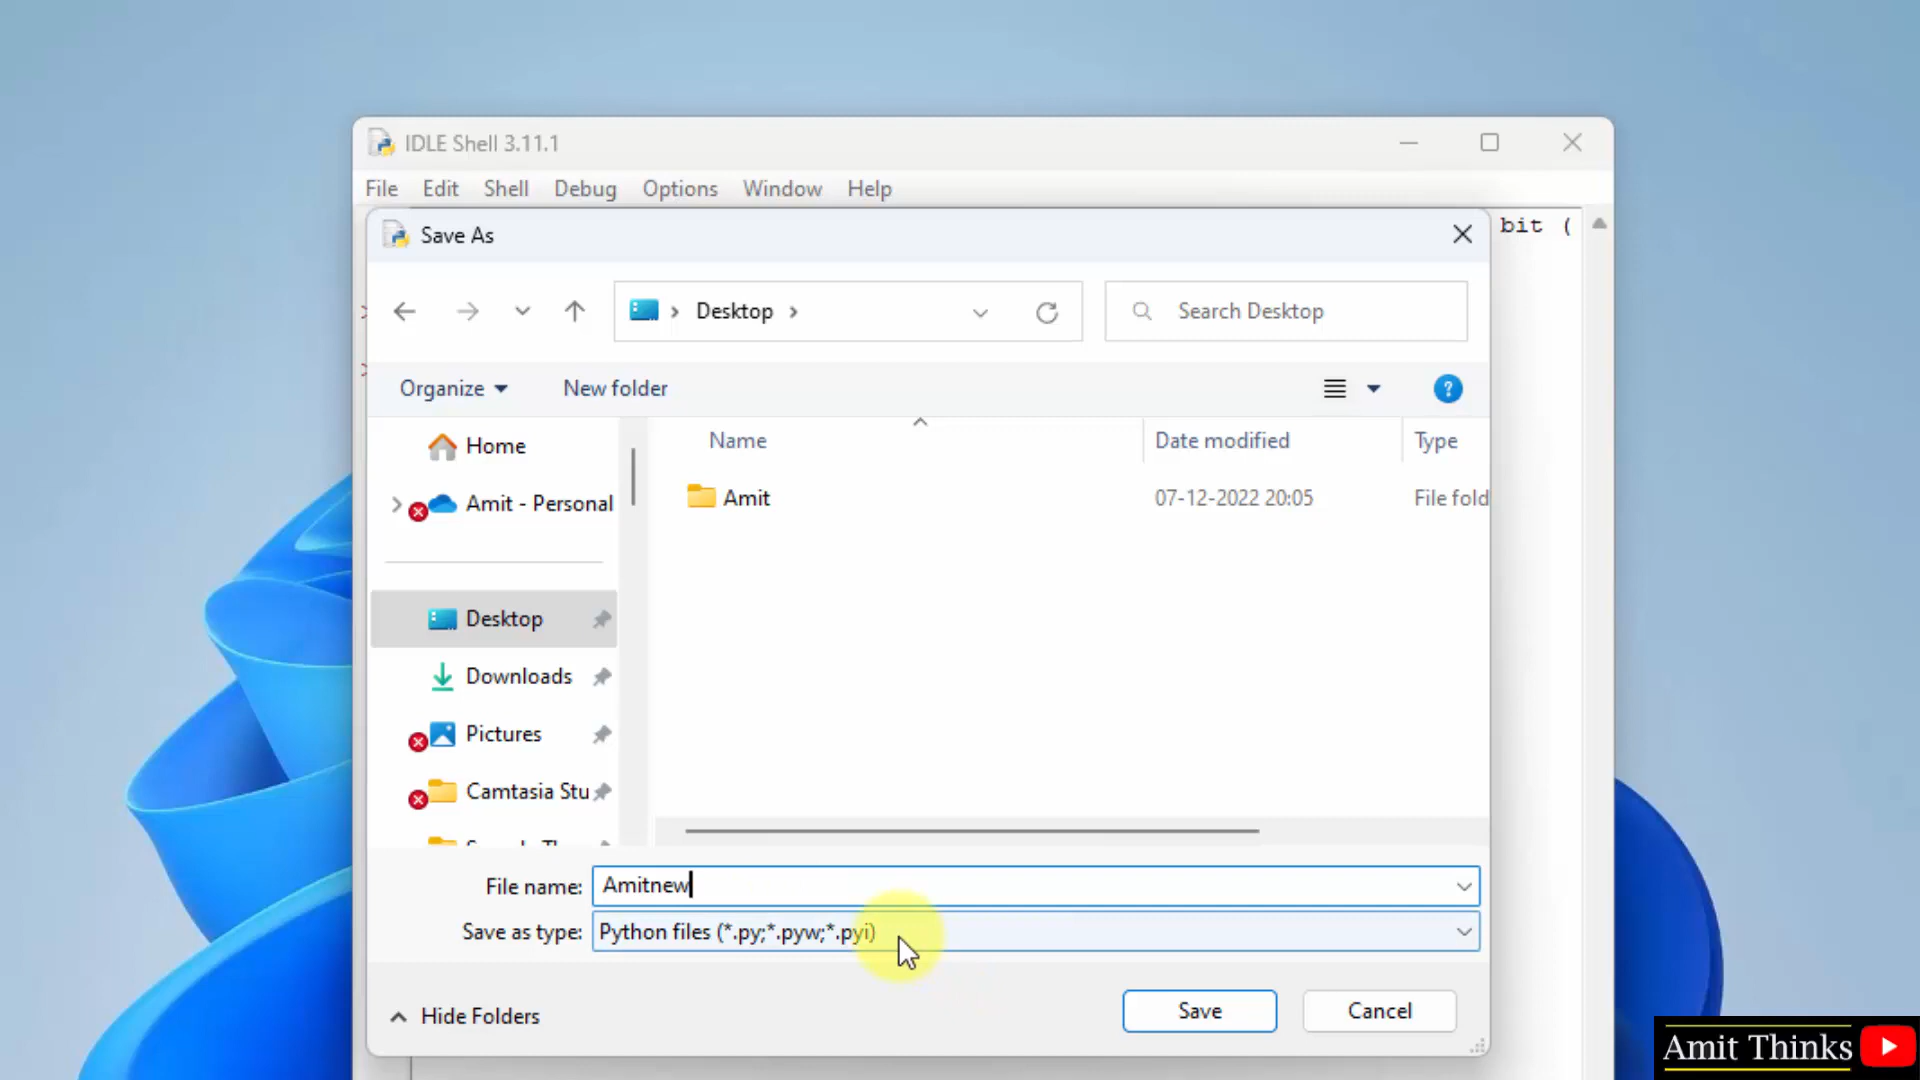 IDLE Shell 3.11.1
File Edit Shell Debug Options Window Help
bit (
Save As
Desktop
Search Desktop
Organize New folder
Name Date modified Type
Home
Amit 07-12-2022 20:05 File fold
Amit - Personal
Desktop
Downloads
Pictures
Camtasia Stu
File name: Amitnew
Save as type: Python files (*.py;*.pyw;*.pyi)
Hide Folders Save Cancel
Amit Thinks